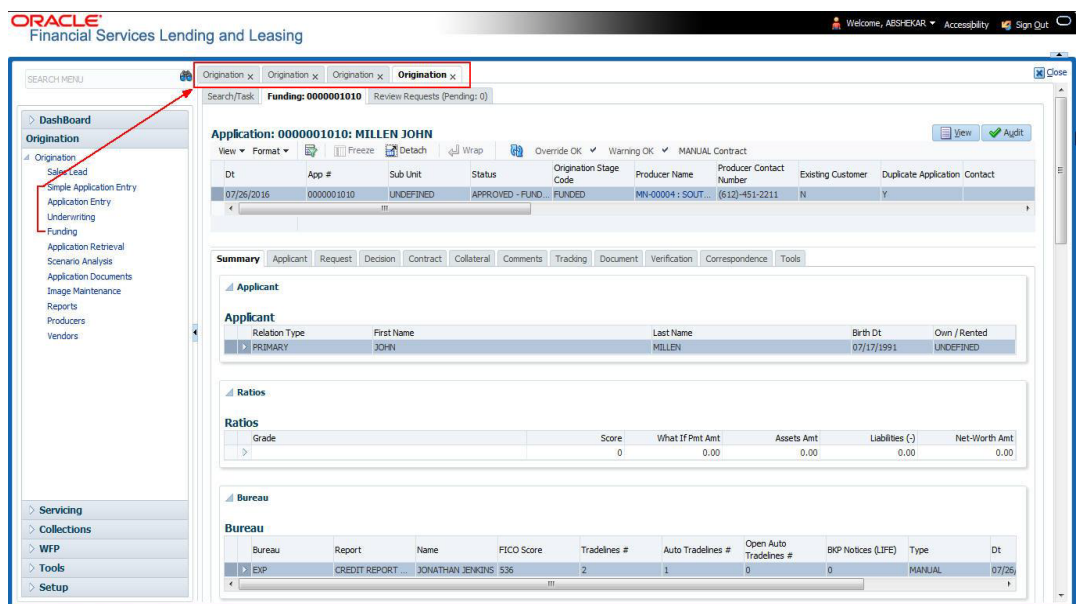 ORACLE
Financial Services Lending and Leasing
Welcome, ABSHEKAR Accessibility Sign Out
SEARCH MENU
Origination x Origination x Origination x Origination x
Close
Search/Task Funding: 0000001010 Review Requests (Pending: 0)
DashBoard
Origination
Origination
Sales Lead
Simple Application Entry
Application Entry
Underwriting
Funding
Application Retrieval
Scenario Analysis
Application Documents
Image Maintenance
Reports
Producers
Vendors
Servicing
Collections
WFP
Tools
Setup
Application: 0000001010: MILLEN JOHN
View Audit
View Format Freeze Detach Wrap Override OK Warning OK MANUAL Contract
Dt App # Sub Unit Status Origination Stage Code Producer Name Producer Contact Number Existing Customer Duplicate Application Contact
07/26/2016 0000001010 UNDEFINED APPROVED - FUND... FUNDED MN-00004 : SOUT... (612)-451-2211 N Y
Summary Applicant Request Decision Contract Collateral Comments Tracking Document Verification Correspondence Tools
Applicant
Applicant
Relation Type First Name Last Name Birth Dt Own / Rented
PRIMARY JOHN MILLEN 07/17/1991 UNDEFINED
Ratios
Ratios
Grade Score What If Pmt Amt Assets Amt Liabilities (-) Net-Worth Amt
0 0.00 0.00 0.00 0.00
Bureau
Bureau
Bureau Report Name FICO Score Tradelines # Auto Tradelines # Open Auto Tradelines # BKP Notices (LIFE) Type Dt
EXP CREDIT REPORT ... JONATHAN JENKINS 536 2 1 0 0 MANUAL 07/26/